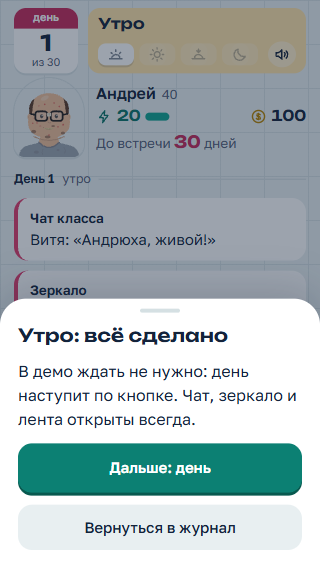 день
1
из 30
Утро
Андрей 40
20
100
До встречи 30 дней
День 1 утро
Чат класса
Витя: «Андрюха, живой!»
Зеркало
Утро: всё сделано
В демо ждать не нужно: день
наступит по кнопке. Чат, зеркало и
лента открыты всегда.
Дальше: день
Вернуться в журнал